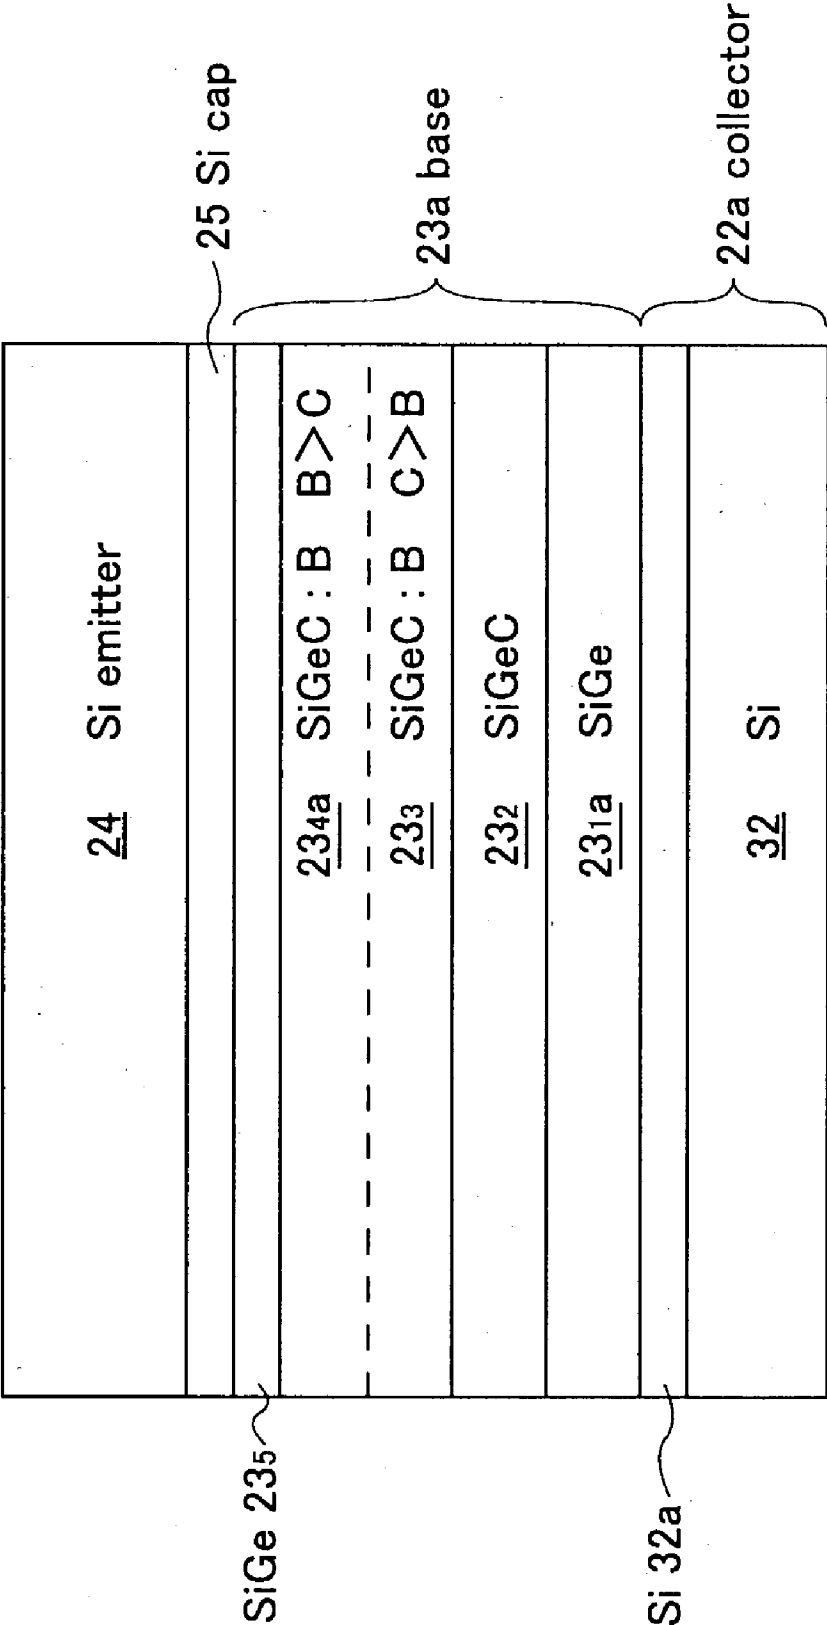 24 Si emitter
25 Si cap
SiGe 235
234a SiGeC : B B>C
233 SiGeC : B C>B
23a base
232 SiGeC
231a SiGe
Si 32a
32 Si
22a collector